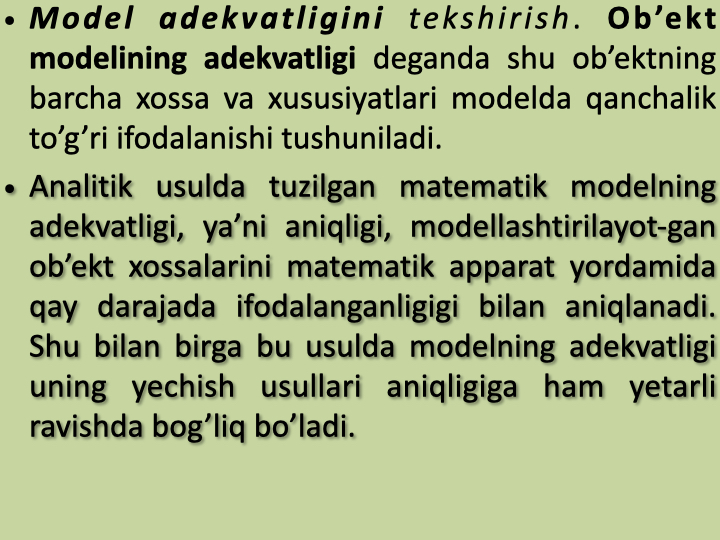 • Model adekvatligini tekshirish. Ob’ekt
modelining adekvatligi deganda shu ob’ektning
barcha xossa va xususiyatlari modelda qanchalik
to’g’ri ifodalanishi tushuniladi.
• Analitik usulda tuzilgan matematik modelning
adekvatligi, ya’ni aniqligi, modellashtirilayot-gan
ob’ekt xossalarini matematik apparat yordamida
qay darajada ifodalanganligigi bilan aniqlanadi.
Shu bilan birga bu usulda modelning adekvatligi
uning yechish usullari aniqligiga ham yetarli
ravishda bog’liq bo’ladi.